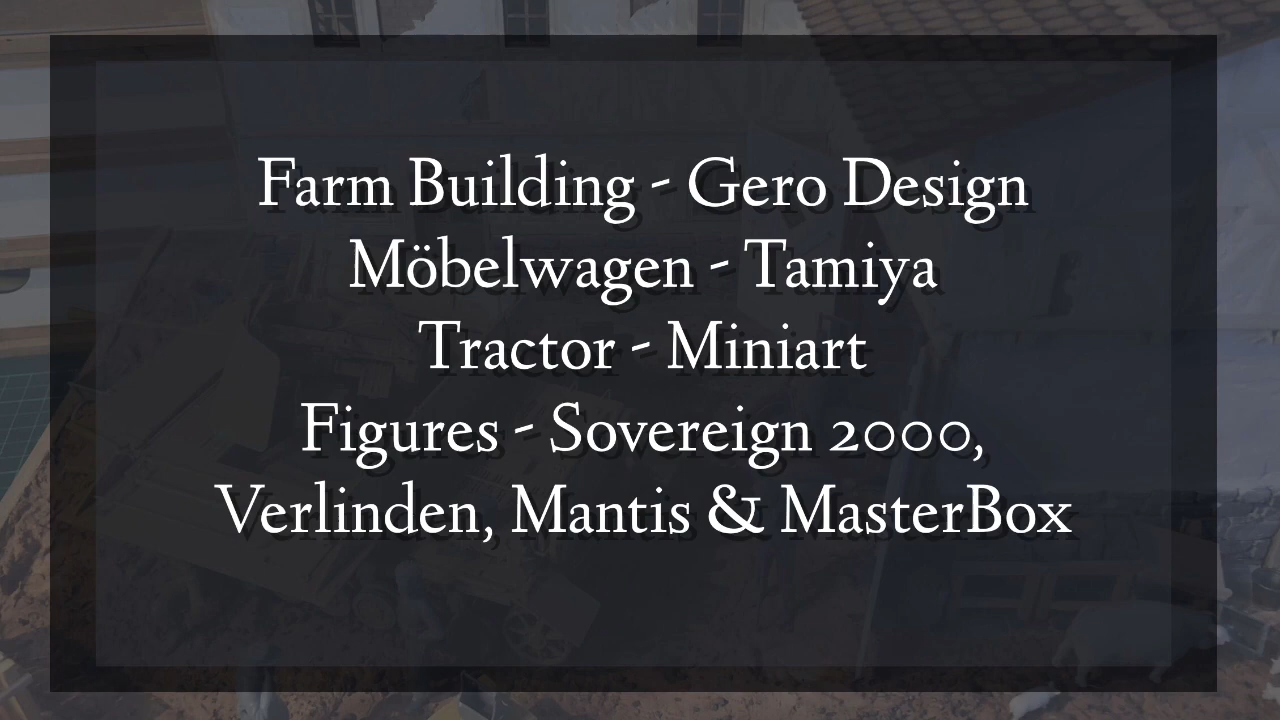 Farm Building - Gero Design
Möbelwagen - Tamiya
Tractor - Miniart
Figures - Sovereign 2000,
Verlinden, Mantis & MasterBox